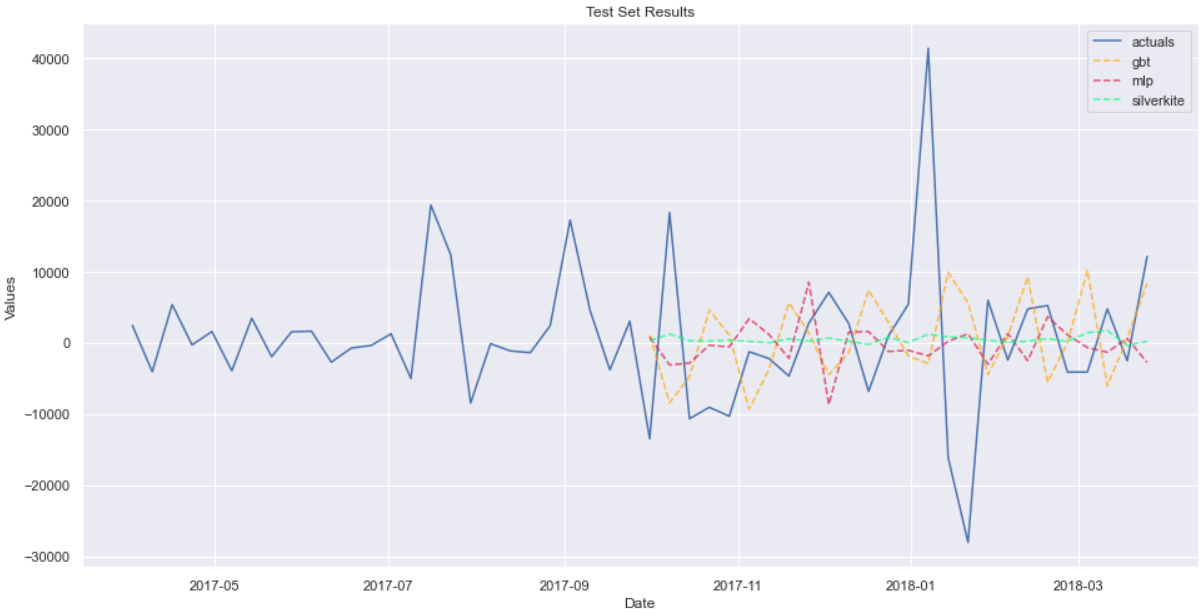 Test Set Results
actuals
gbt
mlp
silverkite
40000
30000
20000
10000
0
−10000
−20000
−30000
Values
2017-05 2017-07 2017-09 2017-11 2018-01 2018-03
Date